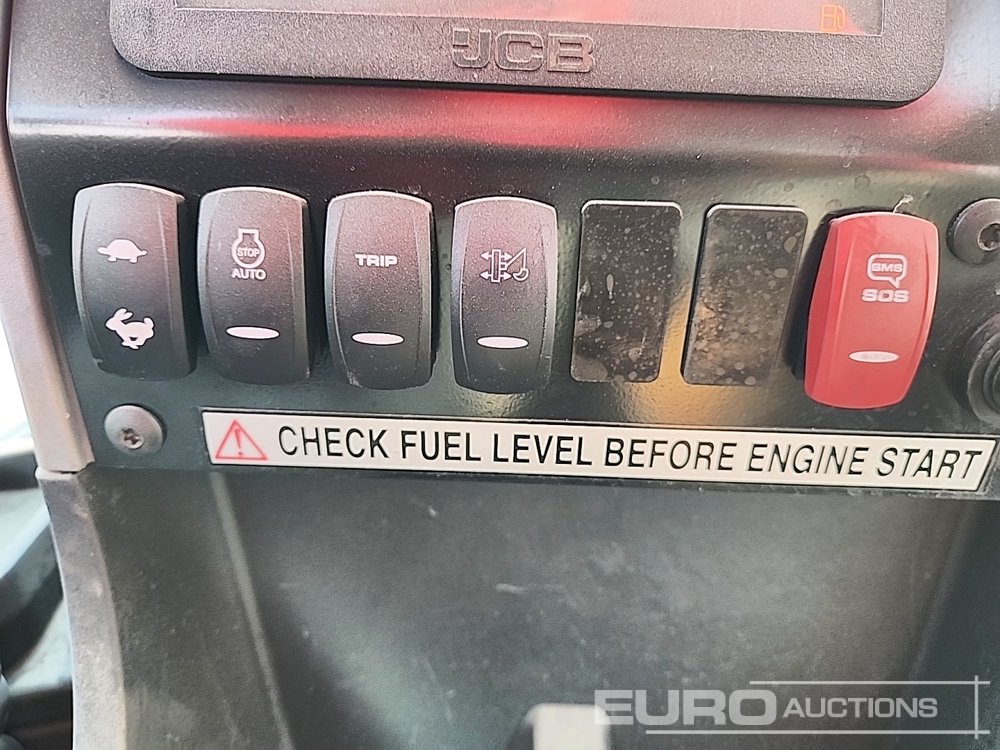 JCB
STOP
AUTO
TRIP
SMS
SOS
CHECK FUEL LEVEL BEFORE ENGINE START
EURO AUCTIONS